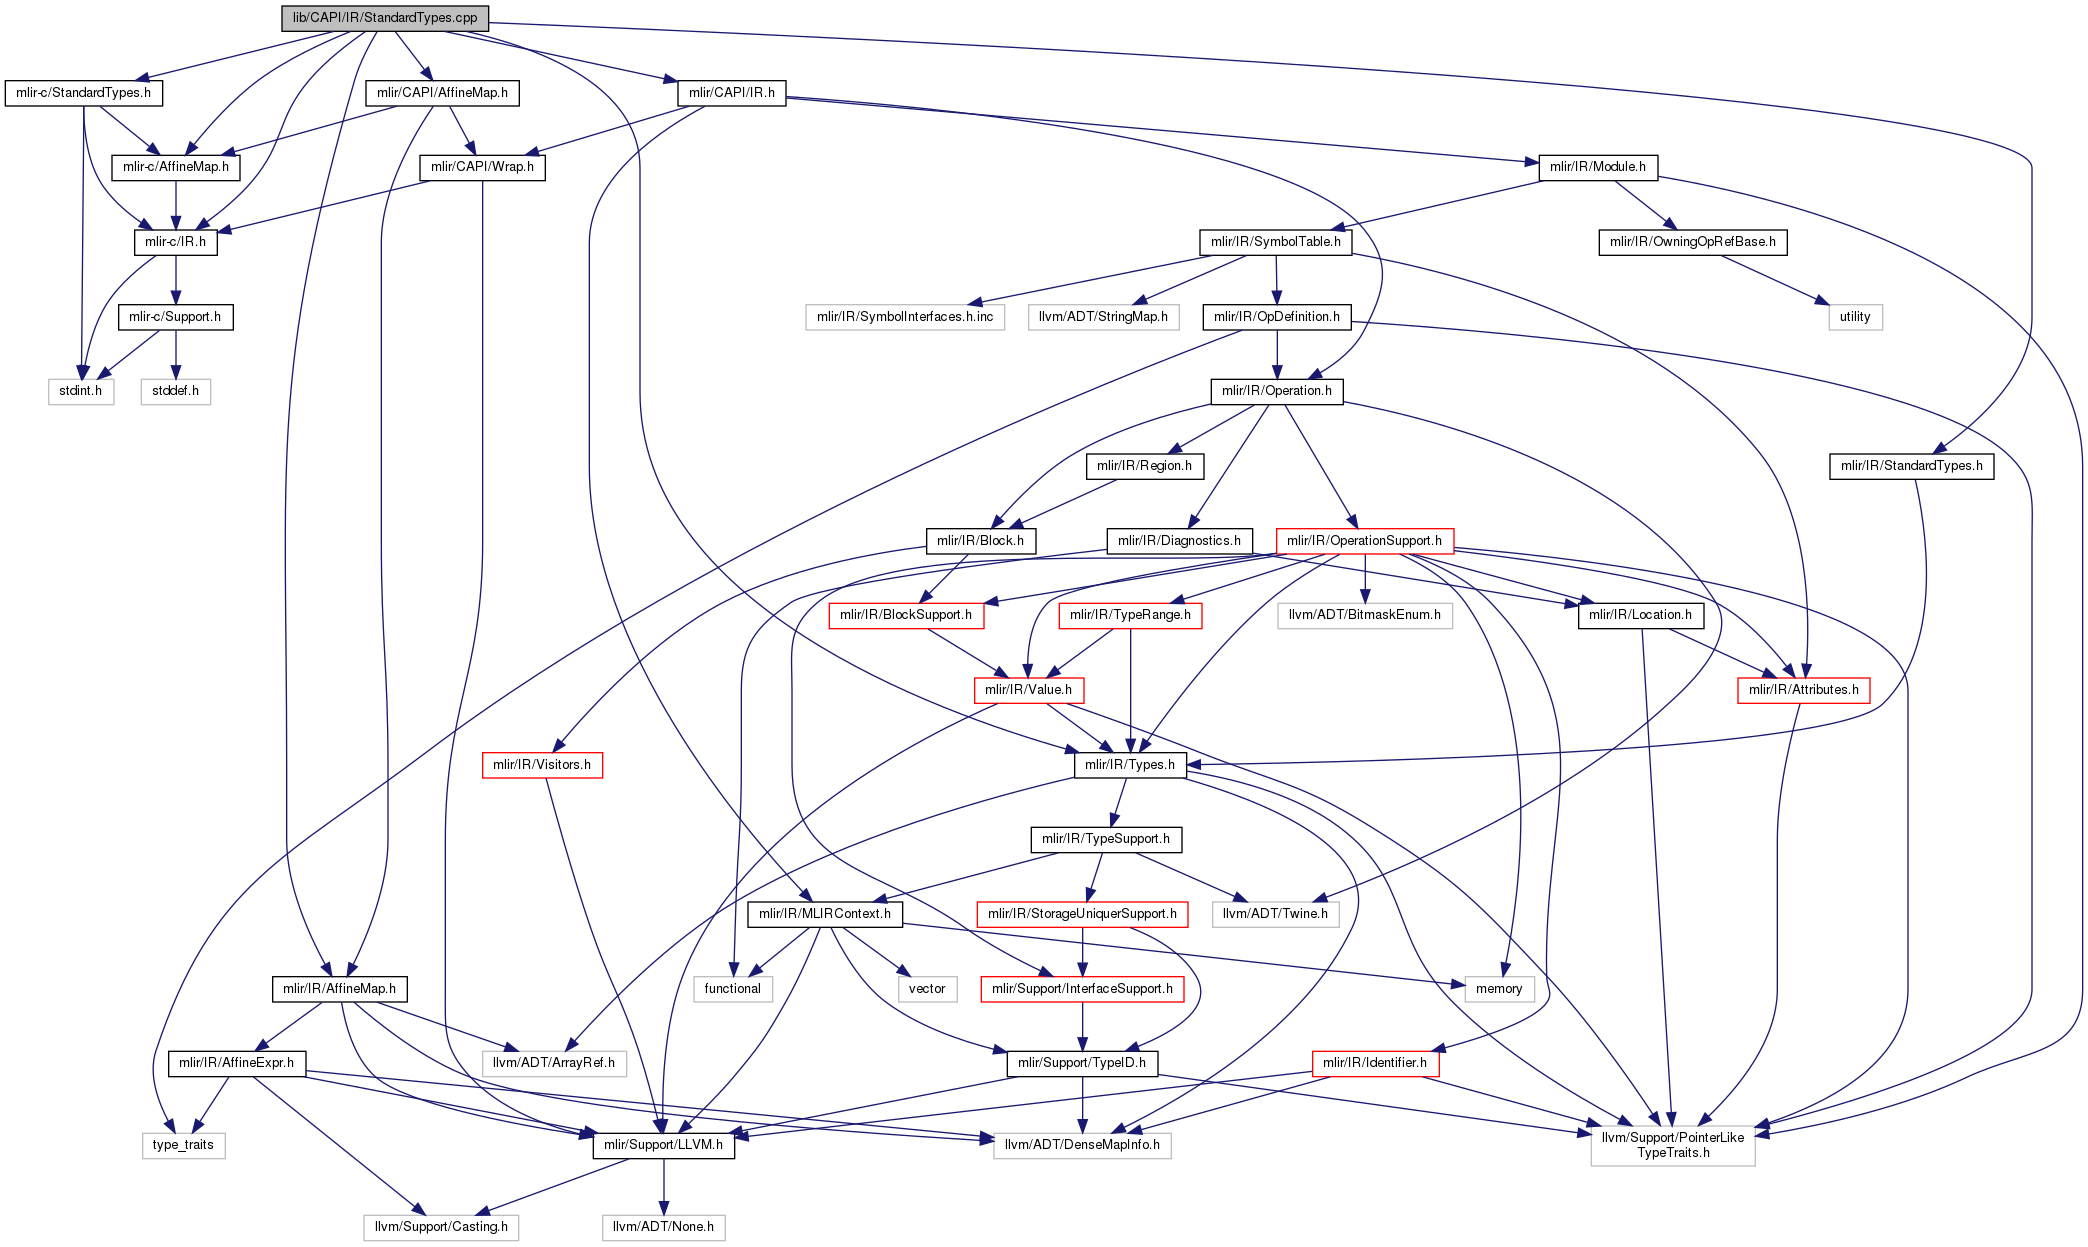 lib/CAPI/IR/StandardTypes.cpp
mlir-c/StandardTypes.h
mlir/CAPI/AffineMap.h
mlir/CAPI/IR.h
mlir-c/AffineMap.h
mlir/CAPI/Wrap.h
mlir/IR/Module.h
mlir-c/IR.h
mlir/IR/SymbolTable.h
mlir/IR/OwningOpRefBase.h
mlir-c/Support.h
mlir/IR/SymbolInterfaces.h.inc
llvm/ADT/StringMap.h
mlir/IR/OpDefinition.h
utility
stdint.h
stddef.h
mlir/IR/Operation.h
mlir/IR/Region.h
mlir/IR/StandardTypes.h
mlir/IR/Block.h
mlir/IR/Diagnostics.h
mlir/IR/OperationSupport.h
mlir/IR/BlockSupport.h
mlir/IR/TypeRange.h
llvm/ADT/BitmaskEnum.h
mlir/IR/Location.h
mlir/IR/Value.h
mlir/IR/Attributes.h
mlir/IR/Visitors.h
mlir/IR/Types.h
mlir/IR/TypeSupport.h
mlir/IR/MLIRContext.h
mlir/IR/StorageUniquerSupport.h
llvm/ADT/Twine.h
mlir/IR/AffineMap.h
functional
vector
mlir/Support/InterfaceSupport.h
memory
mlir/IR/AffineExpr.h
llvm/ADT/ArrayRef.h
mlir/Support/TypeID.h
mlir/IR/Identifier.h
type_traits
mlir/Support/LLVM.h
llvm/ADT/DenseMapInfo.h
llvm/Support/PointerLike
TypeTraits.h
llvm/Support/Casting.h
llvm/ADT/None.h